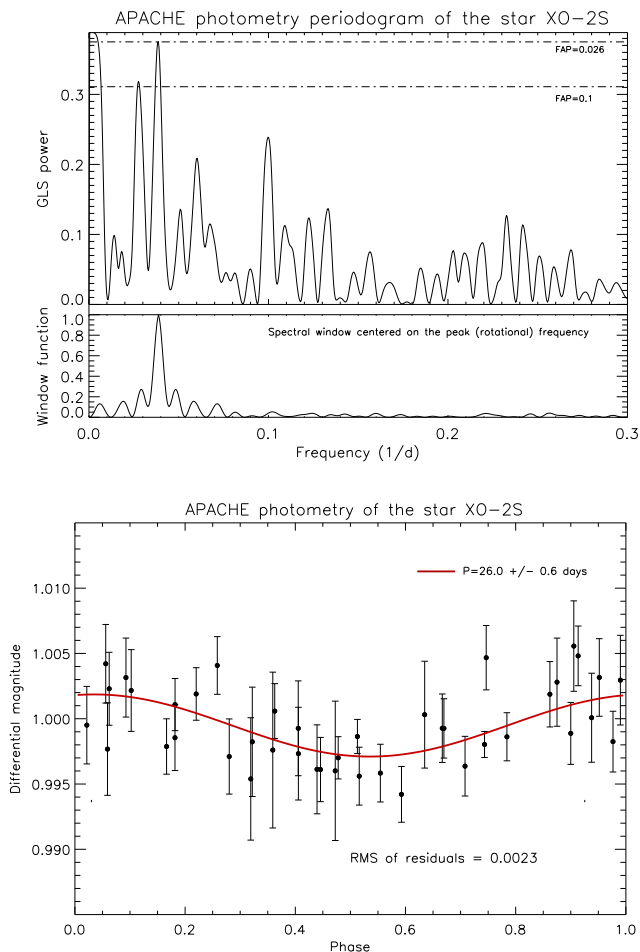 APACHE photometry periodogram of the star XO-2S
FAP=0.026
FAP=0.1
GLS power
0.3
0.2
0.1
0.0
Spectral window centered on the peak (rotational) frequency
Window function
1.0
0.8
0.6
0.4
0.2
0.0
0.0 0.1 0.2 0.3
Frequency (1/d)
APACHE photometry of the star XO-2S
P=26.0 +/- 0.6 days
Differential magnitude
1.010
1.005
1.000
0.995
0.990
RMS of residuals = 0.0023
0.0 0.2 0.4 0.6 0.8 1.0
Phase